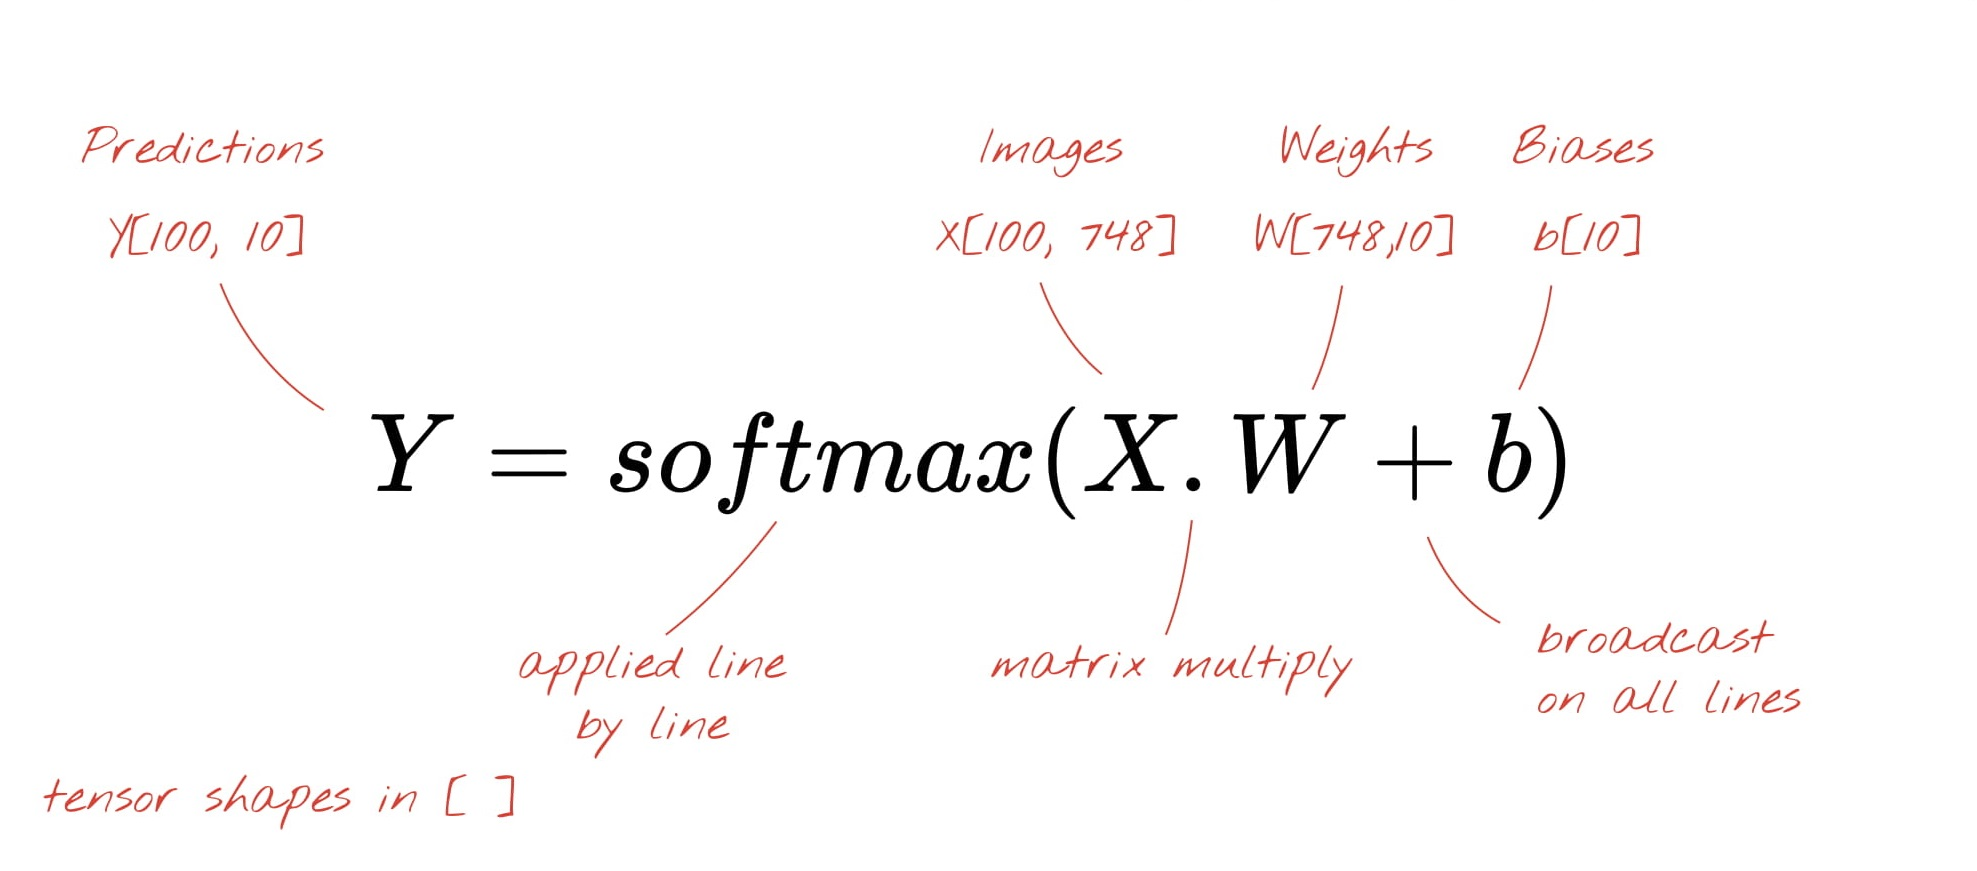 Predictions
Images
Weights
Biases
Y[100, 10]
X[100, 748]
W[748,10]
b[10]
Y = softmax(X.W + b)
applied line
by line
matrix multiply
broadcast
on all lines
tensor shapes in [ ]